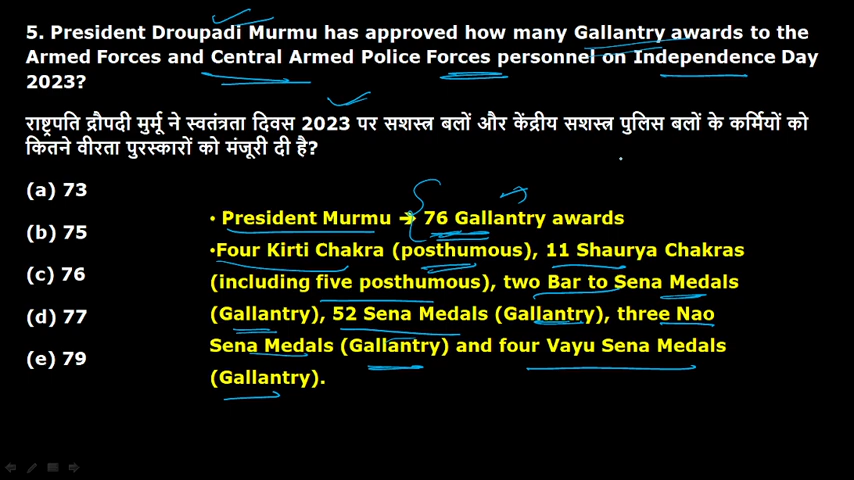 5. President Droupadi Murmu has approved how many Gallantry awards to the
Armed Forces and Central Armed Police Forces personnel on Independence Day
2023?
राष्ट्रपति द्रौपदी मुर्मू ने स्वतंत्रता दिवस 2023 पर सशस्त्र बलों और केंद्रीय सशस्त्र पुलिस बलों के कर्मियों को
कितने वीरता पुरस्कारों को मंजूरी दी है?
(a) 73
(b) 75
(c) 76
(d) 77
(e) 79
• President Murmu → 76 Gallantry awards
•Four Kirti Chakra (posthumous), 11 Shaurya Chakras
(including five posthumous), two Bar to Sena Medals
(Gallantry), 52 Sena Medals (Gallantry), three Nao
Sena Medals (Gallantry) and four Vayu Sena Medals
(Gallantry).